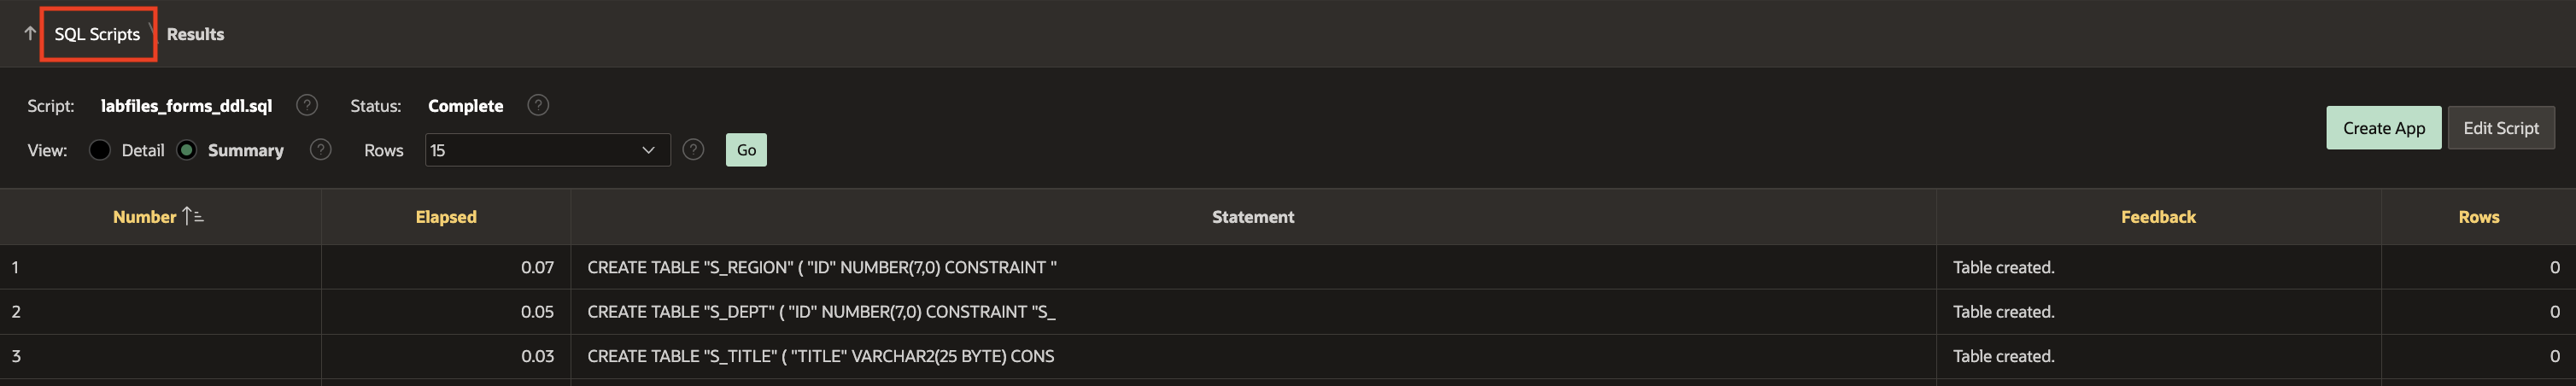 SQL Scripts \ Results
Script: labfiles_forms_ddl.sql ? Status: Complete ?
Create App Edit Script
View: Detail Summary ? Rows 15 ? Go
Number Elapsed Statement Feedback Rows
1 0.07 CREATE TABLE "S_REGION" ( "ID" NUMBER(7,0) CONSTRAINT " Table created. 0
2 0.05 CREATE TABLE "S_DEPT" ( "ID" NUMBER(7,0) CONSTRAINT "S_ Table created. 0
3 0.03 CREATE TABLE "S_TITLE" ( "TITLE" VARCHAR2(25 BYTE) CONS Table created. 0